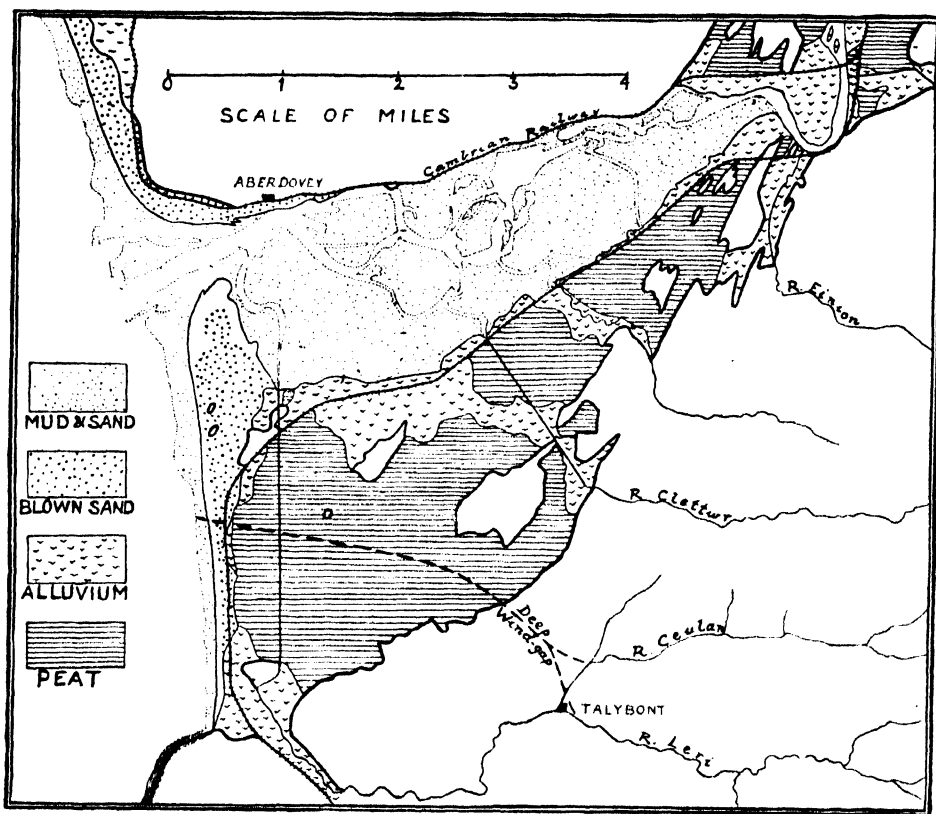 0 1 2 3 4
SCALE OF MILES
Cambrian Railway
ABERDOVEY
R. Einion
MUD & SAND
BLOWN SAND
R. Clettwr
ALLUVIUM
Deep
Wind-gap
R. Ceulan
PEAT
TALYBONT
R. Leri